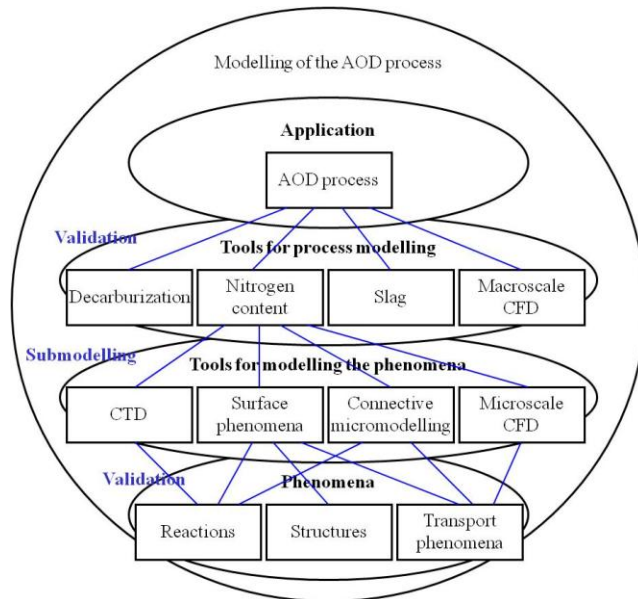 Modelling of the AOD process
Application
AOD process
Validation
Tools for process modelling
Decarburization
Nitrogen
content
Slag
Macroscale
CFD
Submodelling
Tools for modelling the phenomena
CTD
Surface
phenomena
Connective
micromodelling
Microscale
CFD
Validation
Phenomena
Reactions
Structures
Transport
phenomena